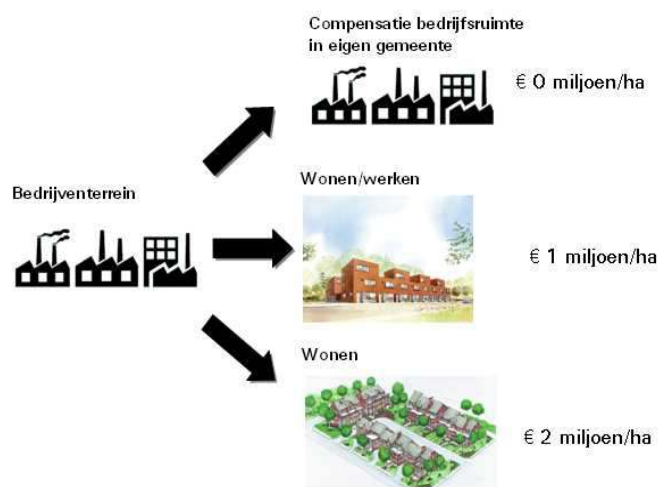 Compensatie bedrijfsruimte
in eigen gemeente
€ 0 miljoen/ha
Bedrijventerrein
Wonen/werken
€ 1 miljoen/ha
Wonen
€ 2 miljoen/ha